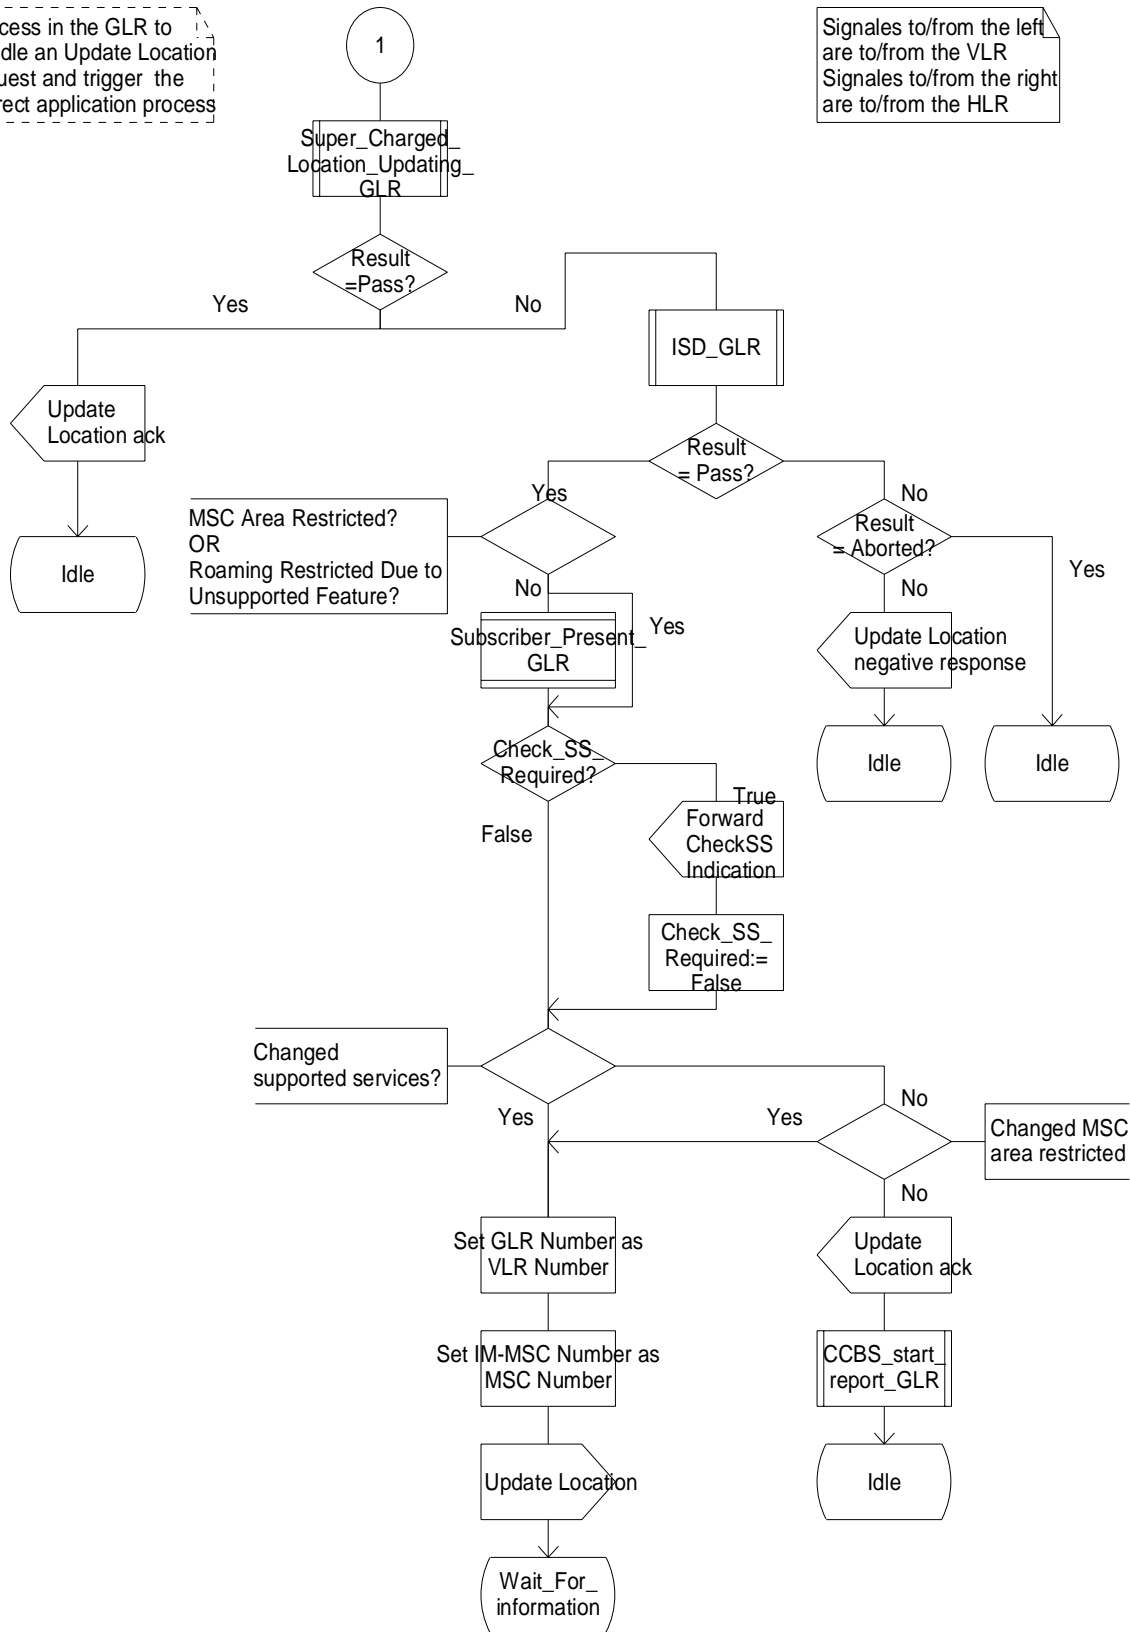 cess in the GLR to
dle an Update Location
uest and trigger the
rect application process
1
Signales to/from the left
are to/from the VLR
Signales to/from the right
are to/from the HLR
Super_Charged_
Location_Updating_
GLR
Result
=Pass?
Yes
No
ISD_GLR
Update
Location ack
Result
= Pass?
Yes
No
MSC Area Restricted?
OR
Roaming Restricted Due to
Unsupported Feature?
Result
= Aborted?
Idle
Yes
No
No
Subscriber_Present_
GLR
Yes
Update Location
negative response
Check_SS_
Required?
Idle
Idle
True
False
Forward
CheckSS
Indication
Check_SS_
Required:=
False
Changed
supported services?
No
Yes
Yes
Changed MSC
area restricted
No
Set GLR Number as
VLR Number
Update
Location ack
Set IM-MSC Number as
MSC Number
CCBS_start_
report_GLR
Update Location
Idle
Wait_For_
information